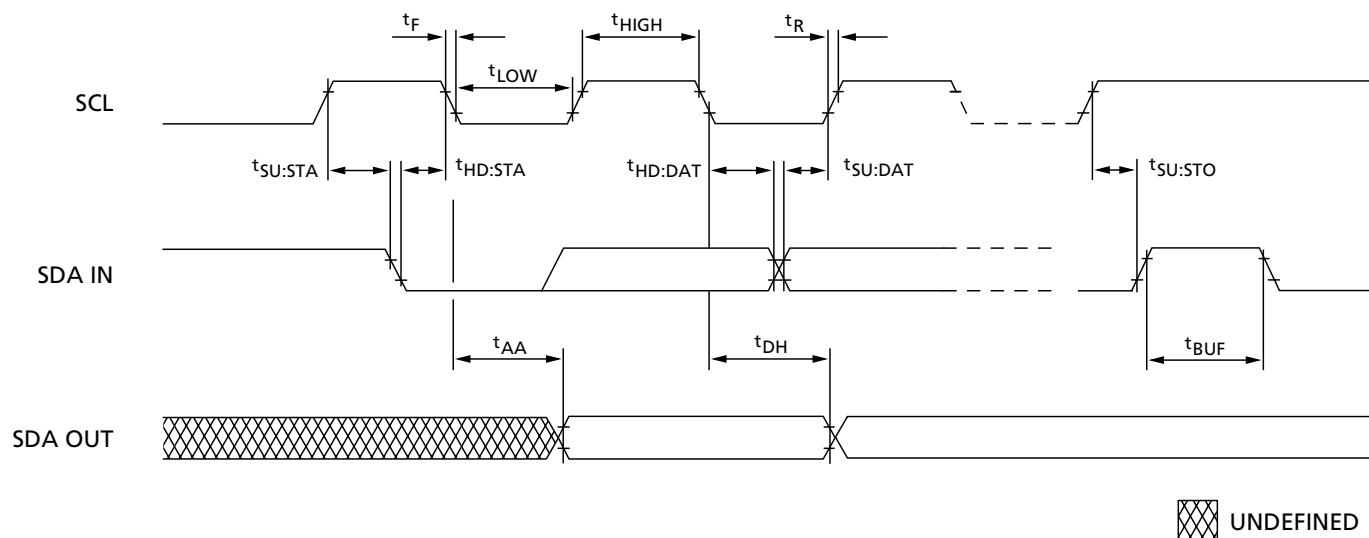 tF
tHIGH
tR
tLOW
SCL
tSU:STA
tHD:STA
tHD:DAT
tSU:DAT
tSU:STO
SDA IN
tAA
tDH
tBUF
SDA OUT
UNDEFINED